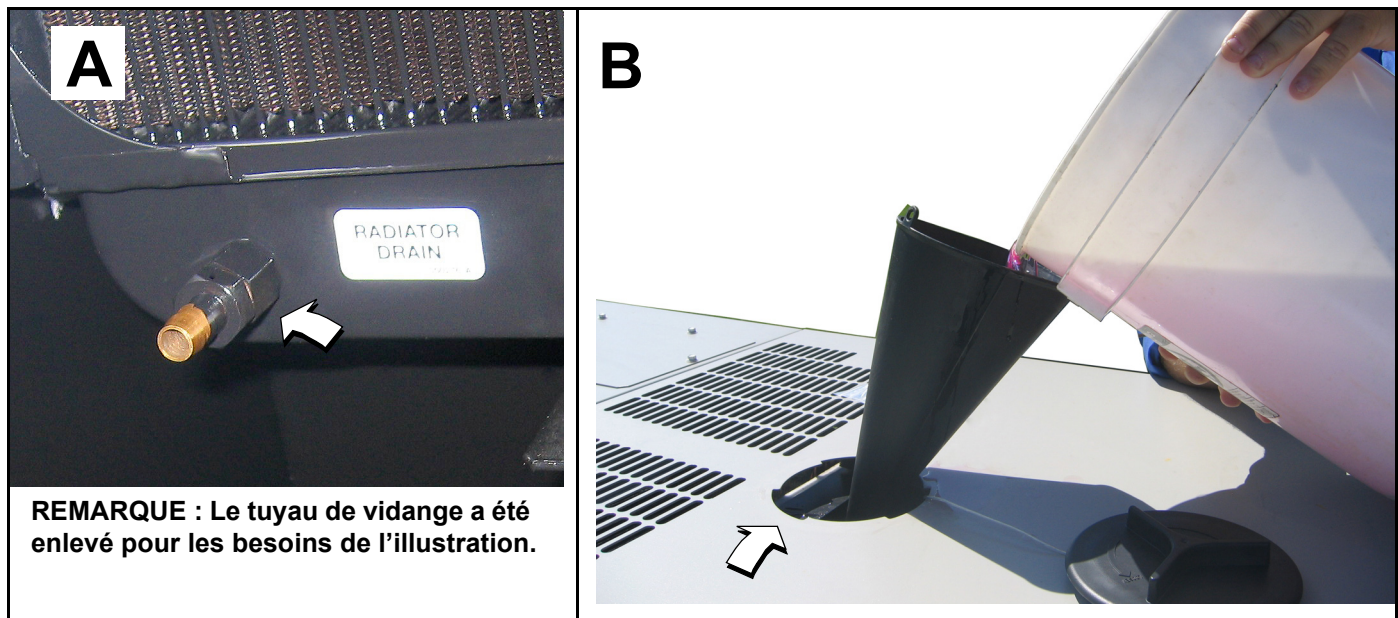 A
RADIATOR
DRAIN
REMARQUE : Le tuyau de vidange a été
enlevé pour les besoins de l’illustration.
B